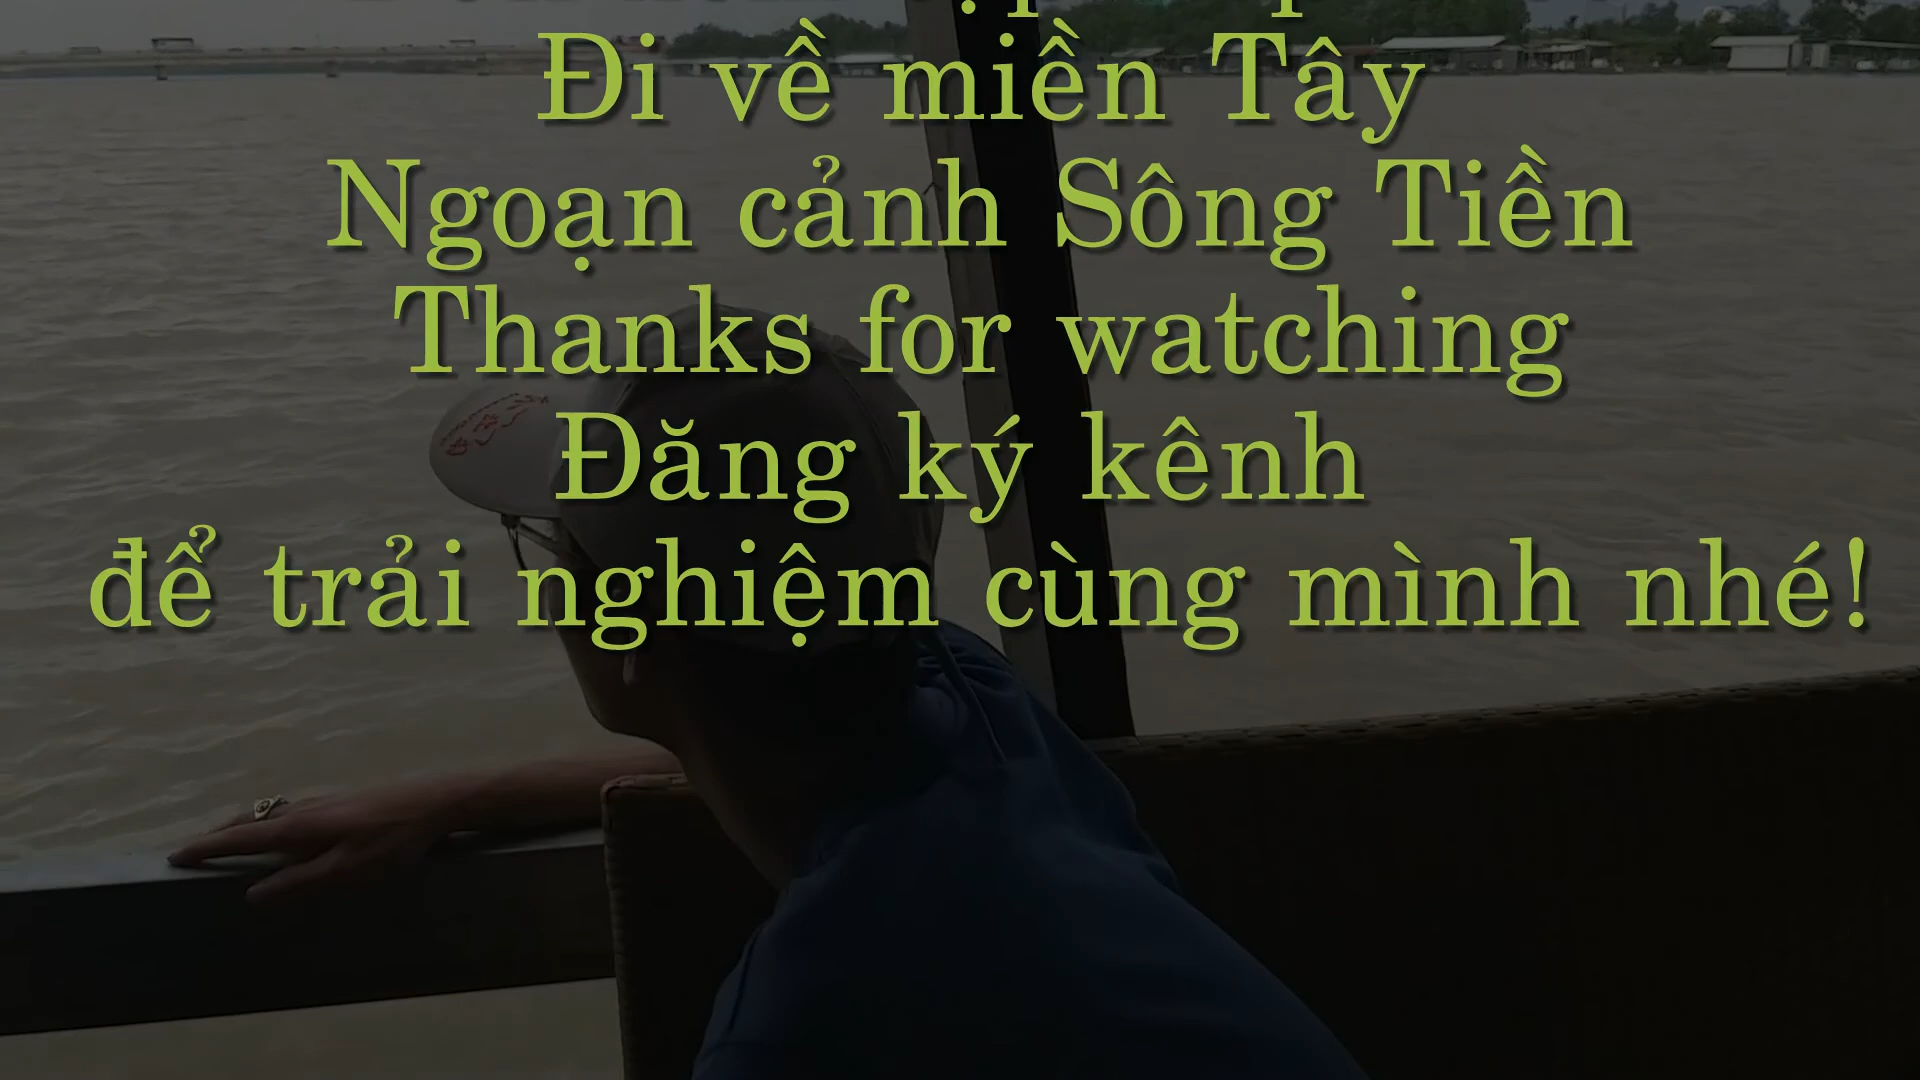 Đi về miền Tây
Ngoạn cảnh Sông Tiền
Thanks for watching
Đăng ký kênh
để trải nghiệm cùng mình nhé!